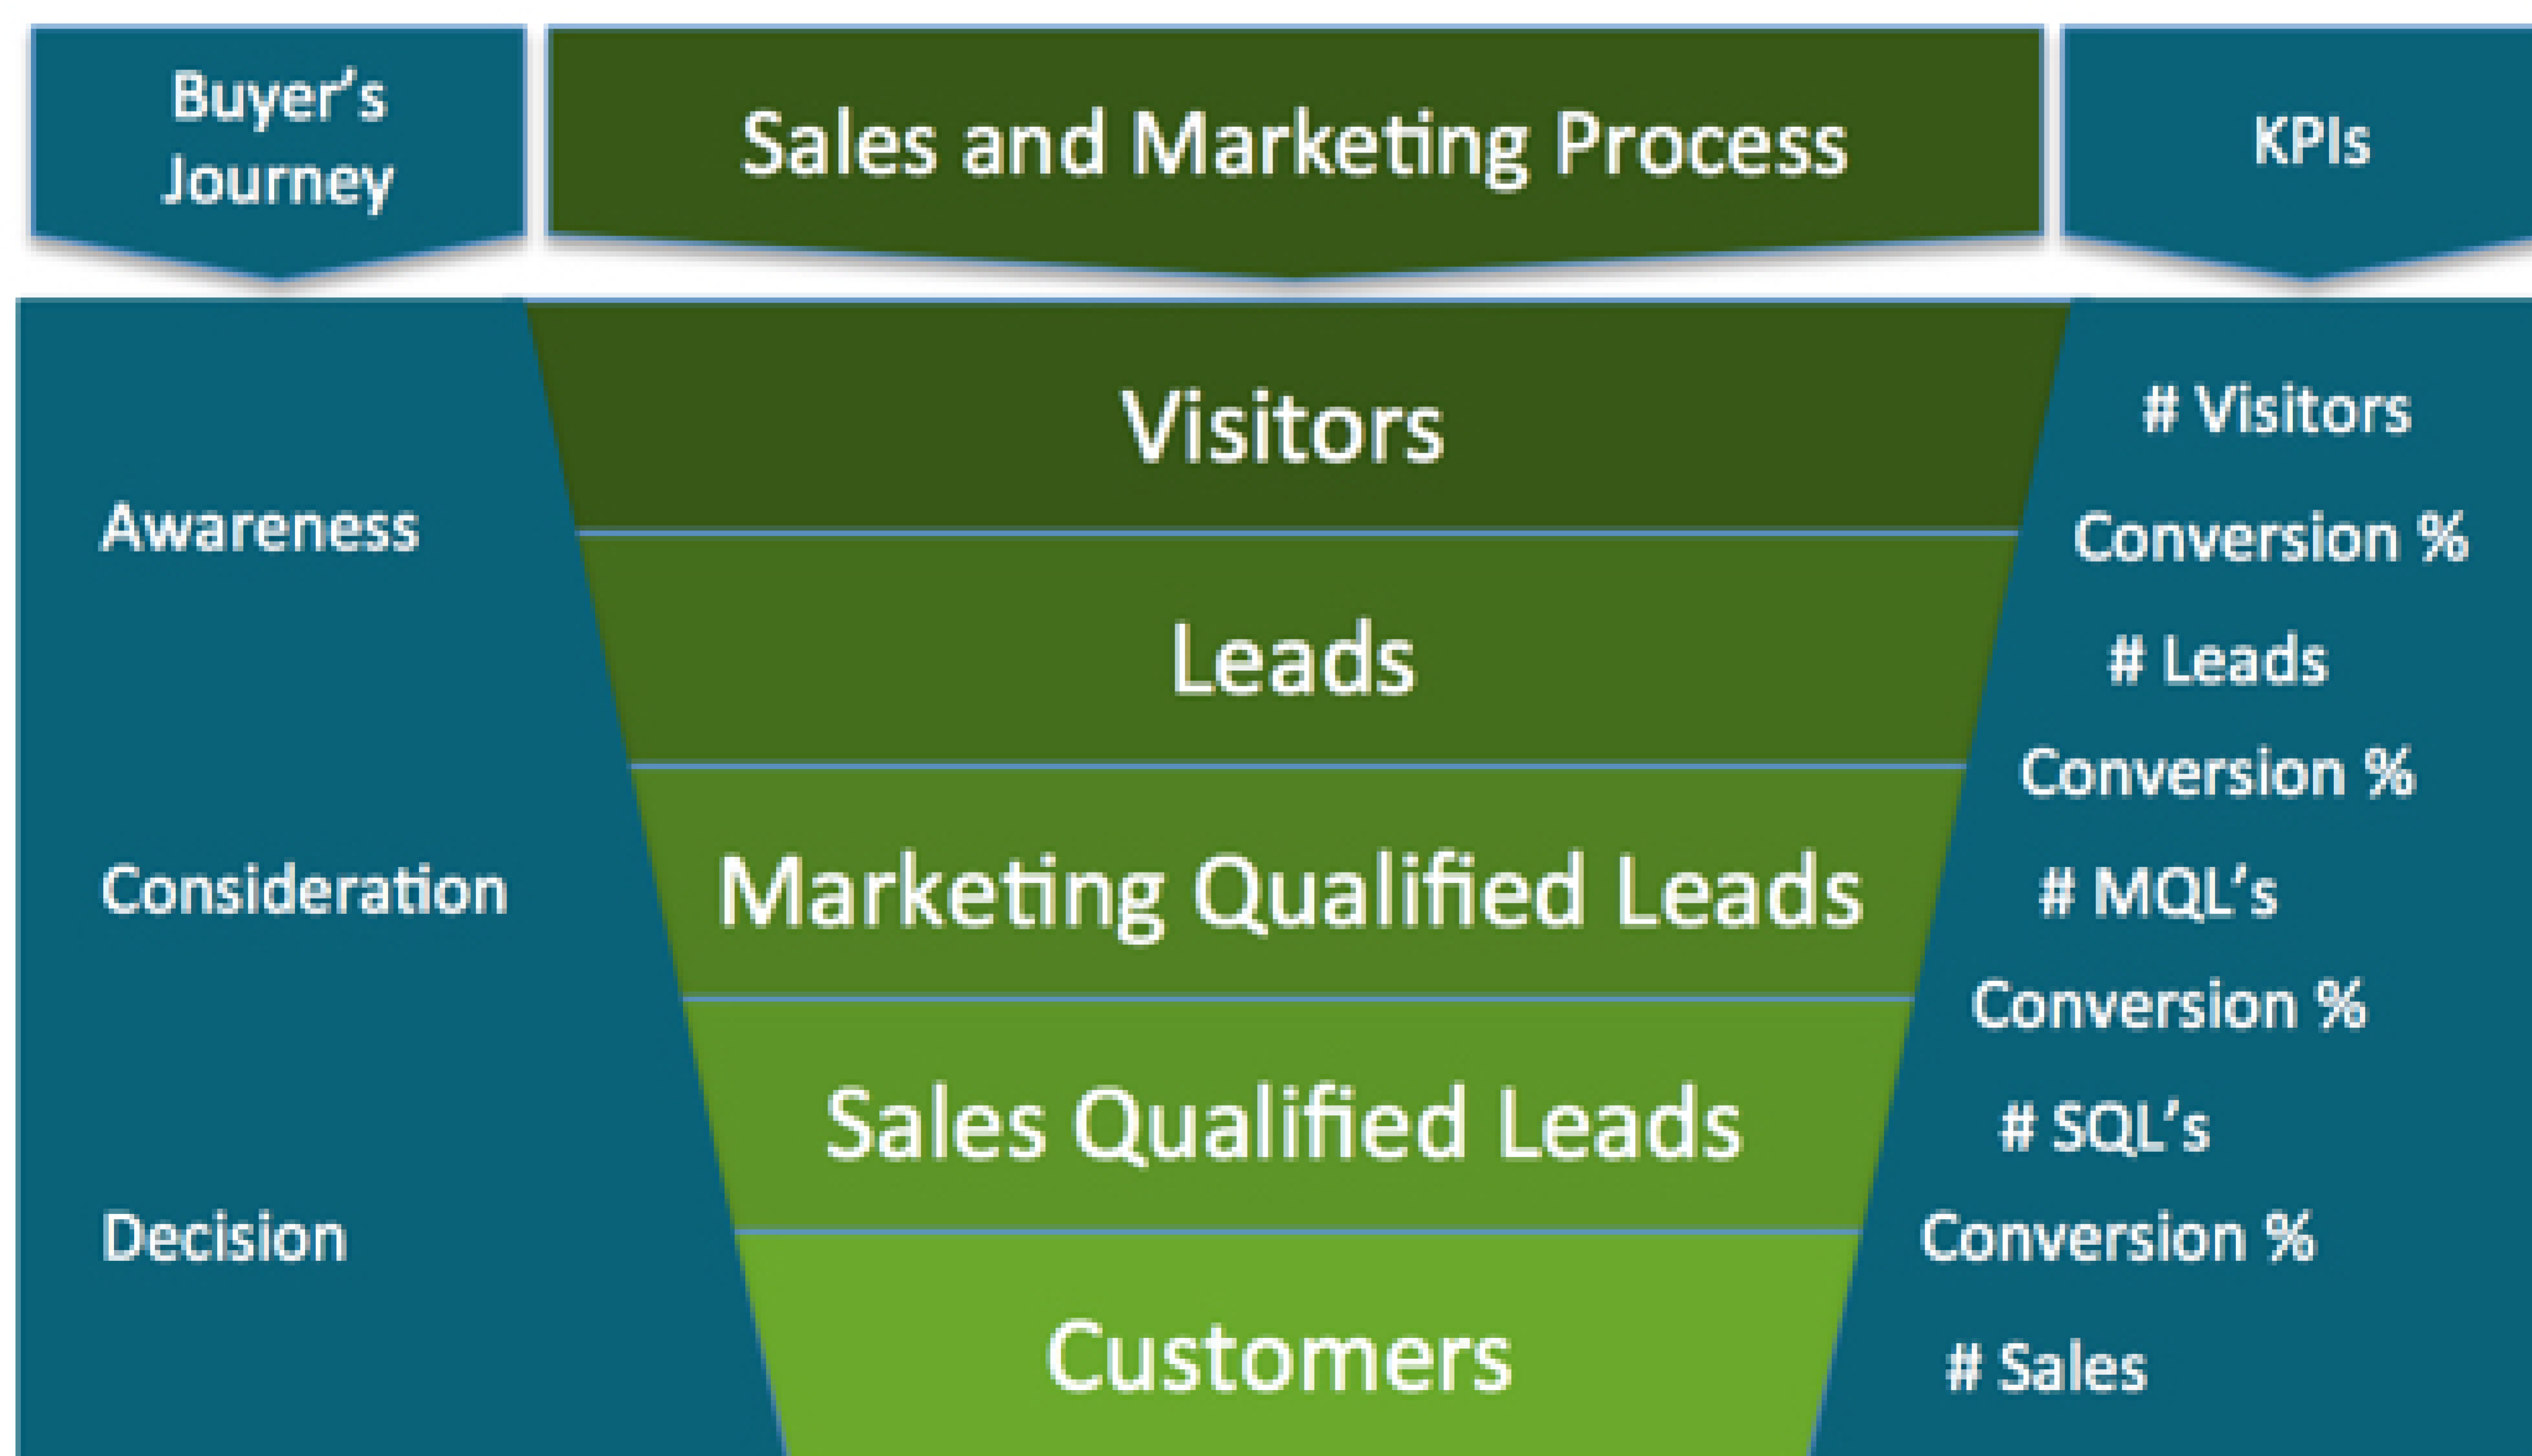 Buyer’s
Journey
Sales and Marketing Process
KPIs
Awareness
Consideration
Decision
Visitors
Leads
Marketing Qualified Leads
Sales Qualified Leads
Customers
# Visitors
Conversion %
# Leads
Conversion %
# MQL’s
Conversion %
# SQL’s
Conversion %
# Sales